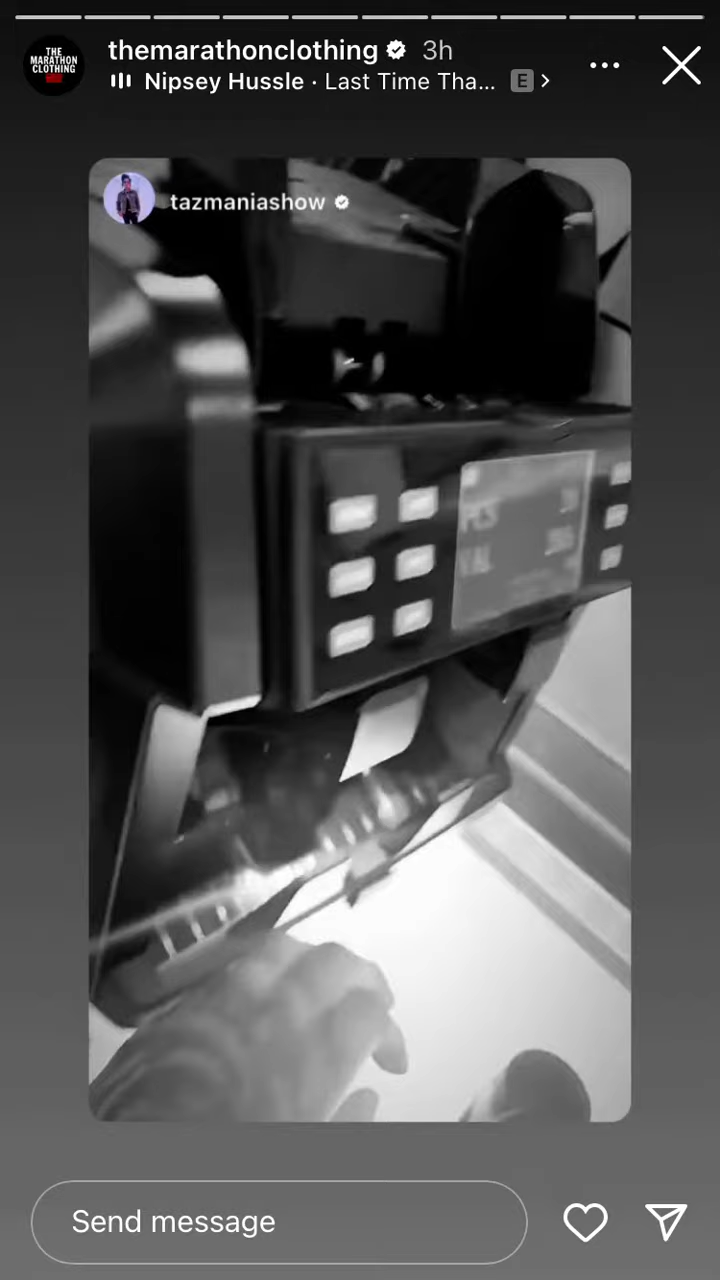 THE
MARATHON
CLOTHING
themarathonclothing 3h
Nipsey Hussle · Last Time Tha... E
tazmaniashow
PCS
VAL
Send message